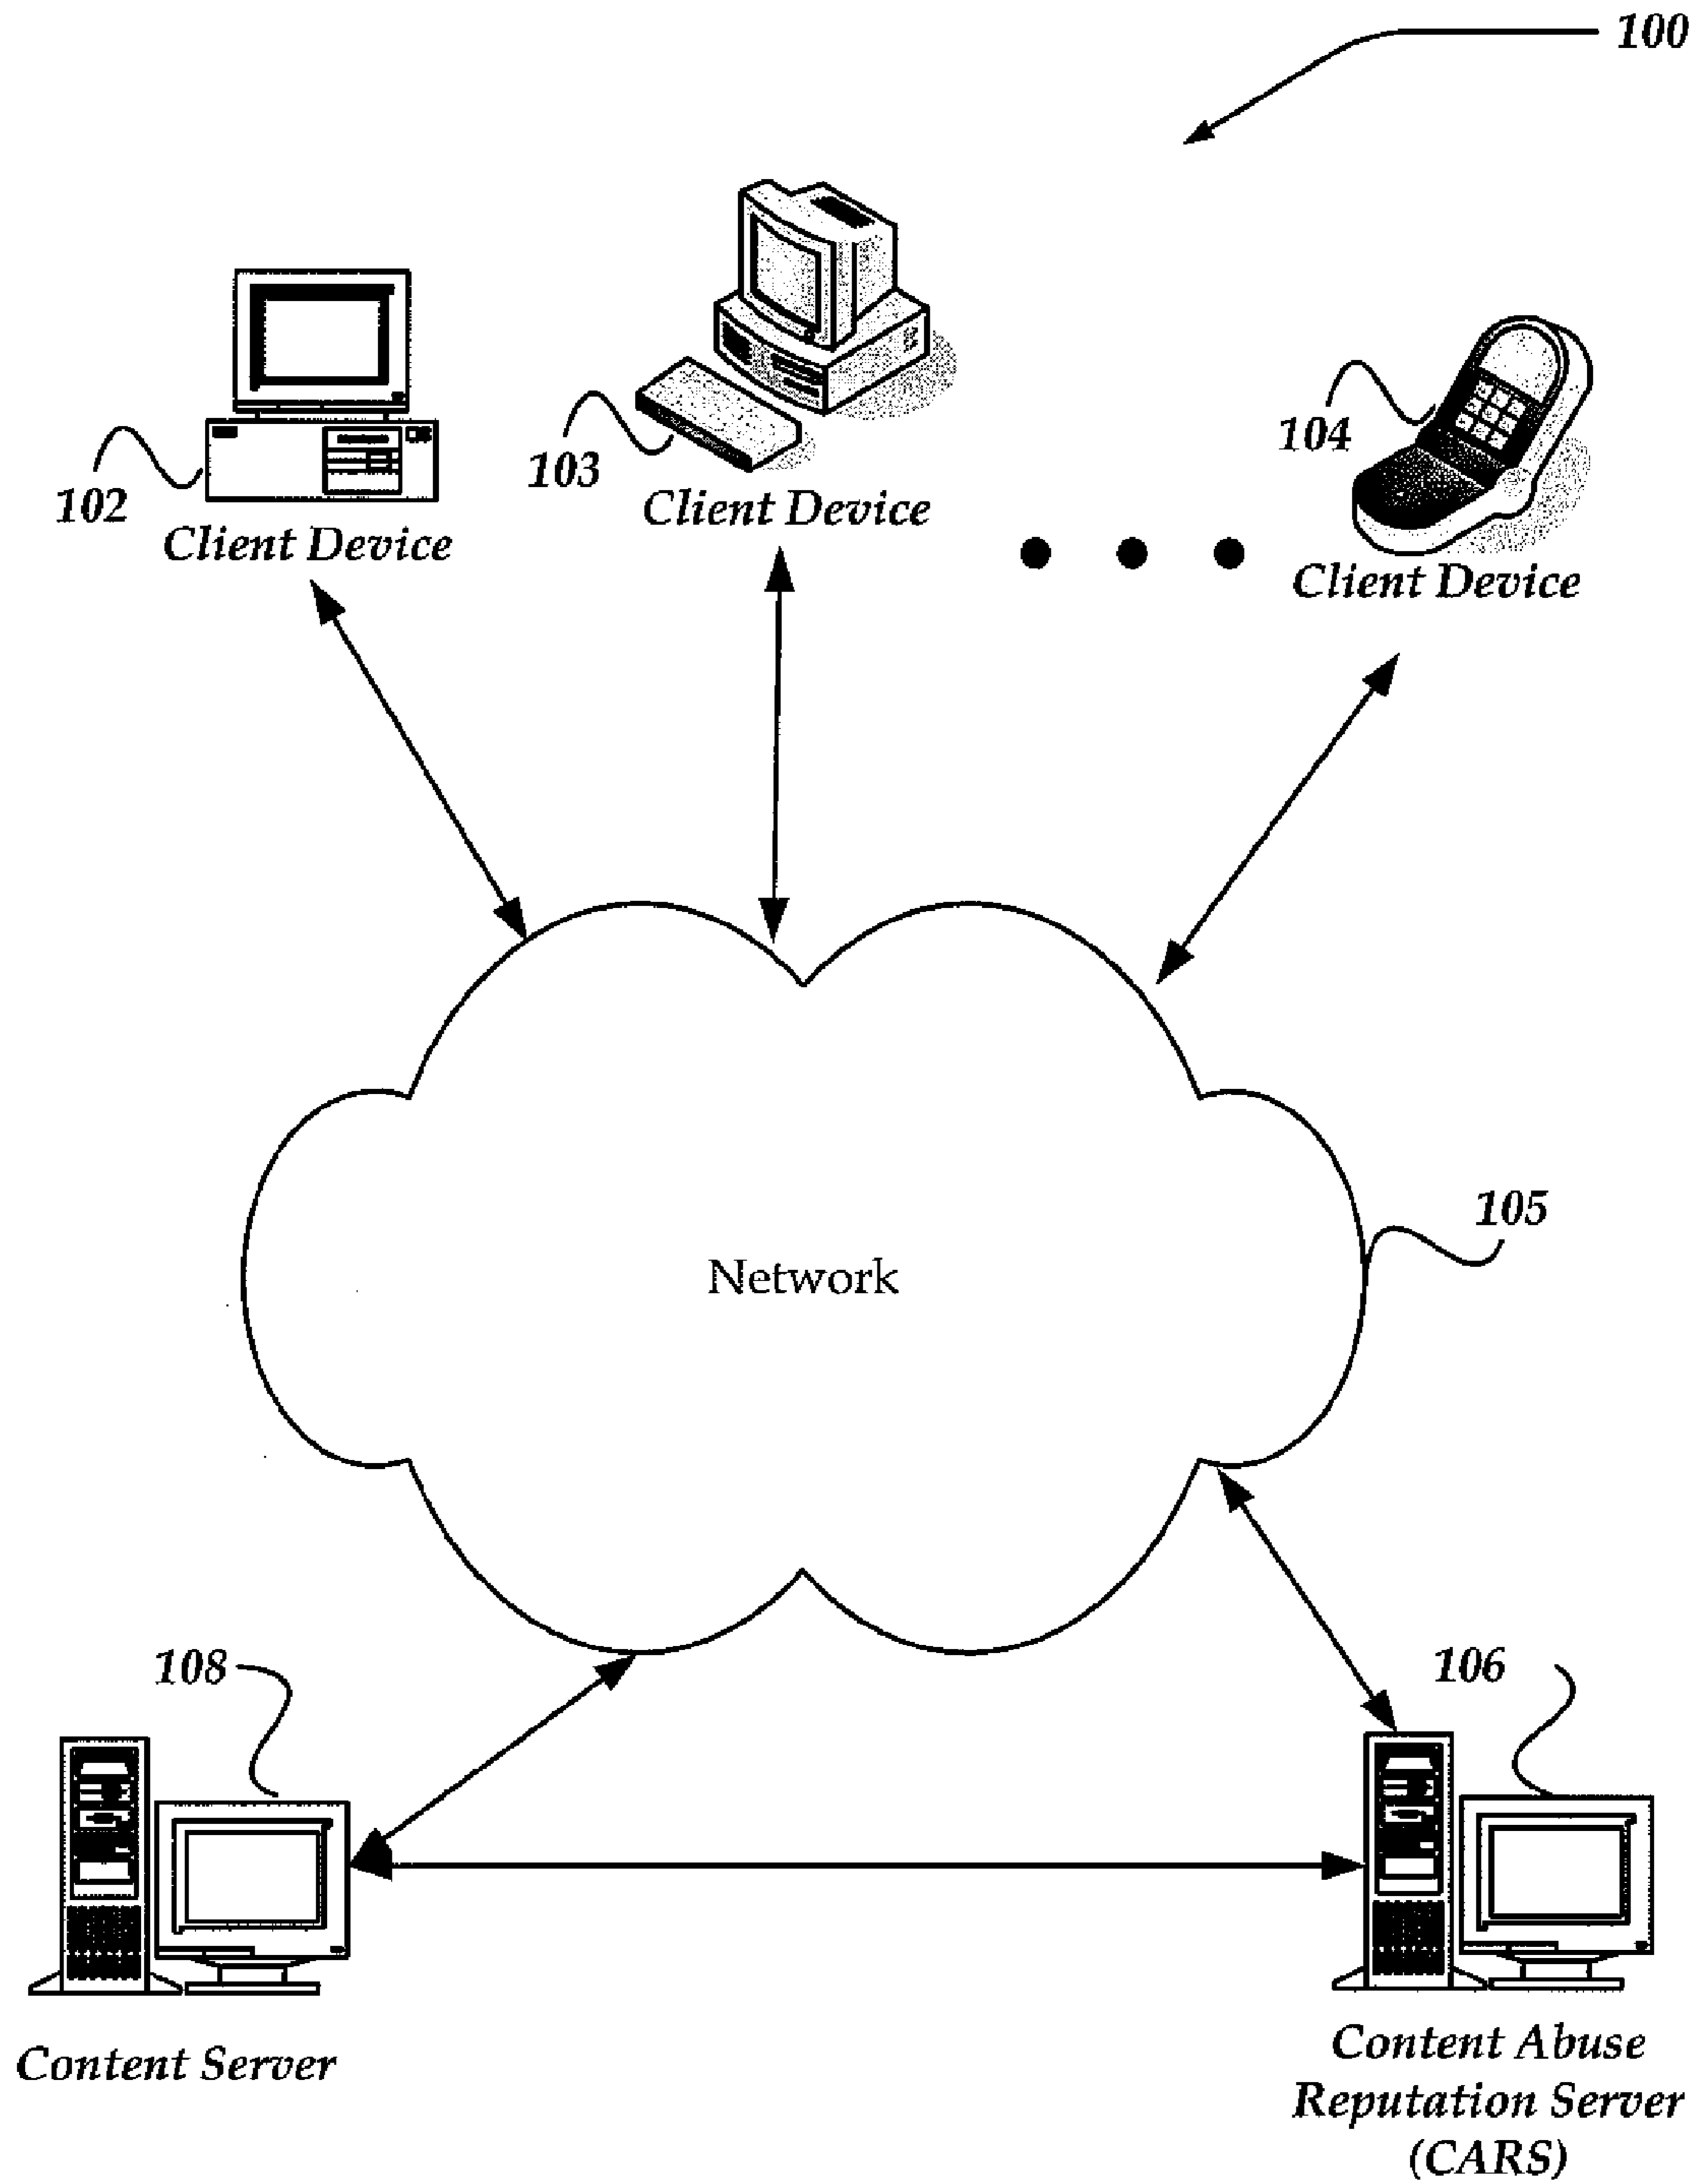 100
102
Client Device
103
Client Device
104
Client Device
Network
105
108
Content Server
106
Content Abuse
Reputation Server
(CARS)